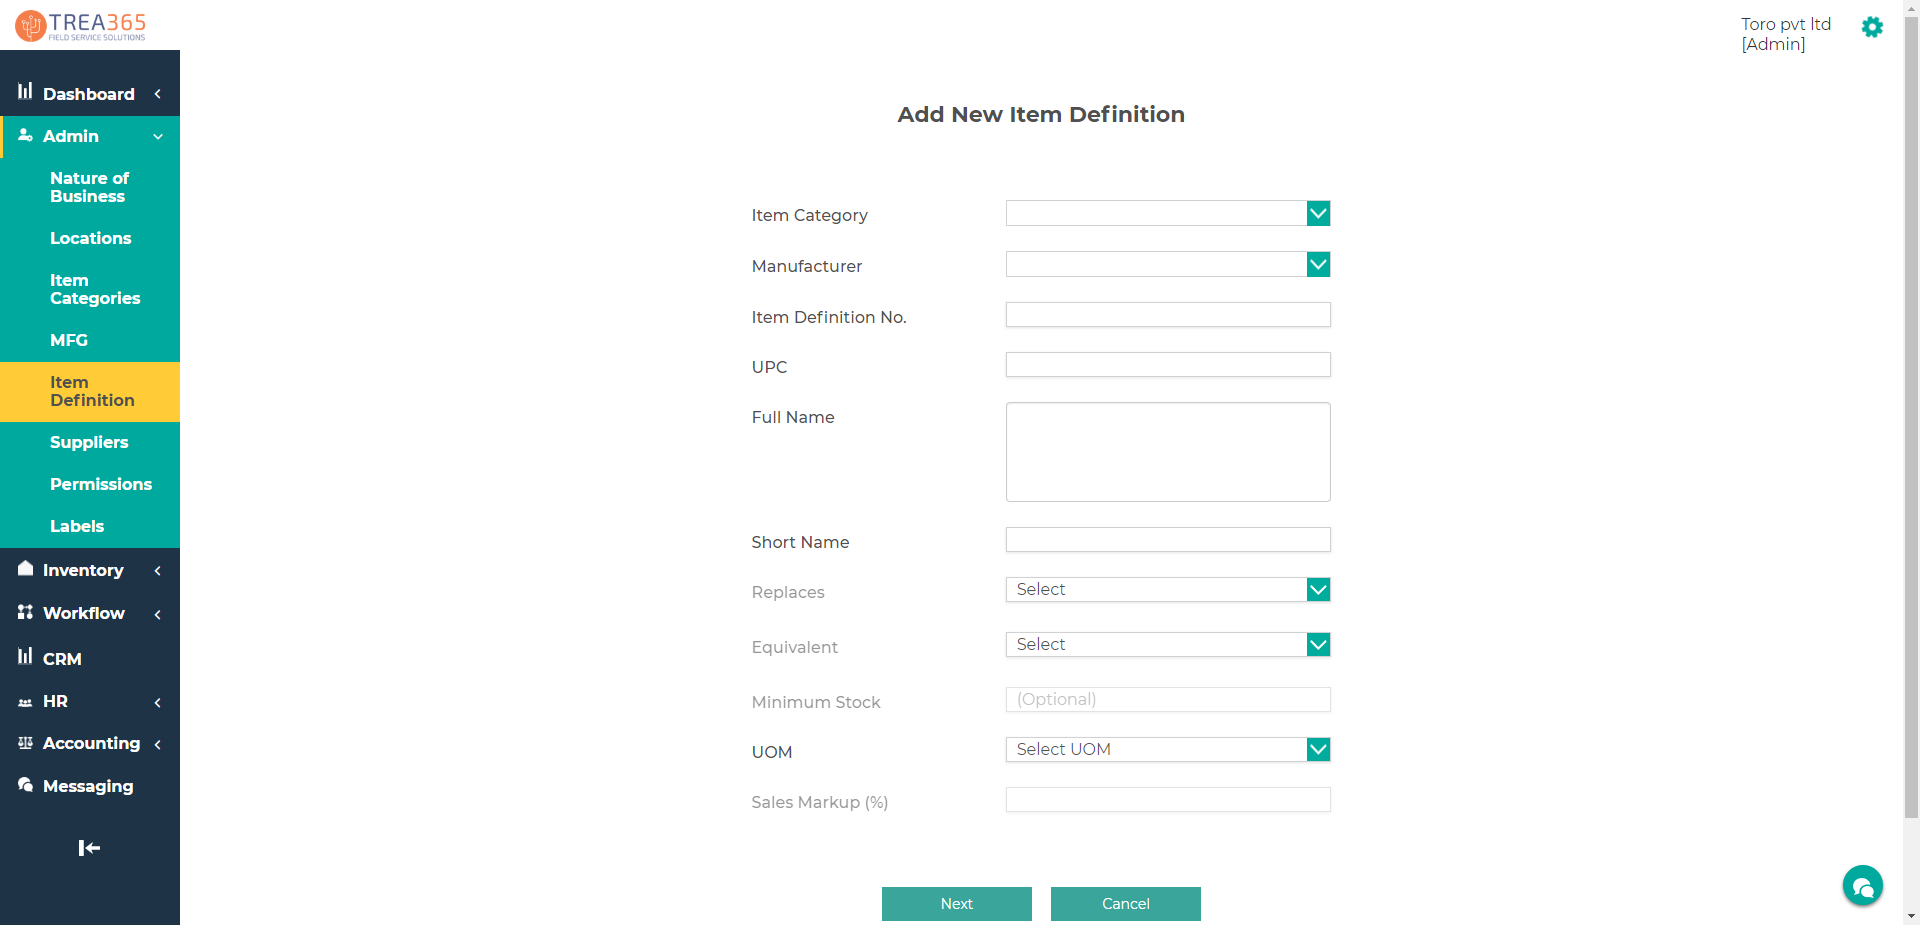 TREA365
FIELD SERVICE SOLUTIONS
Toro pvt ltd
[Admin]
Dashboard
Admin
Nature of
Business
Locations
Item
Categories
MFG
Item
Definition
Suppliers
Permissions
Labels
Inventory
Workflow
CRM
HR
Accounting
Messaging
Add New Item Definition
Item Category
Manufacturer
Item Definition No.
UPC
Full Name
Short Name
Replaces
Select
Equivalent
Select
Minimum Stock
(Optional)
UOM
Select UOM
Sales Markup (%)
Next
Cancel